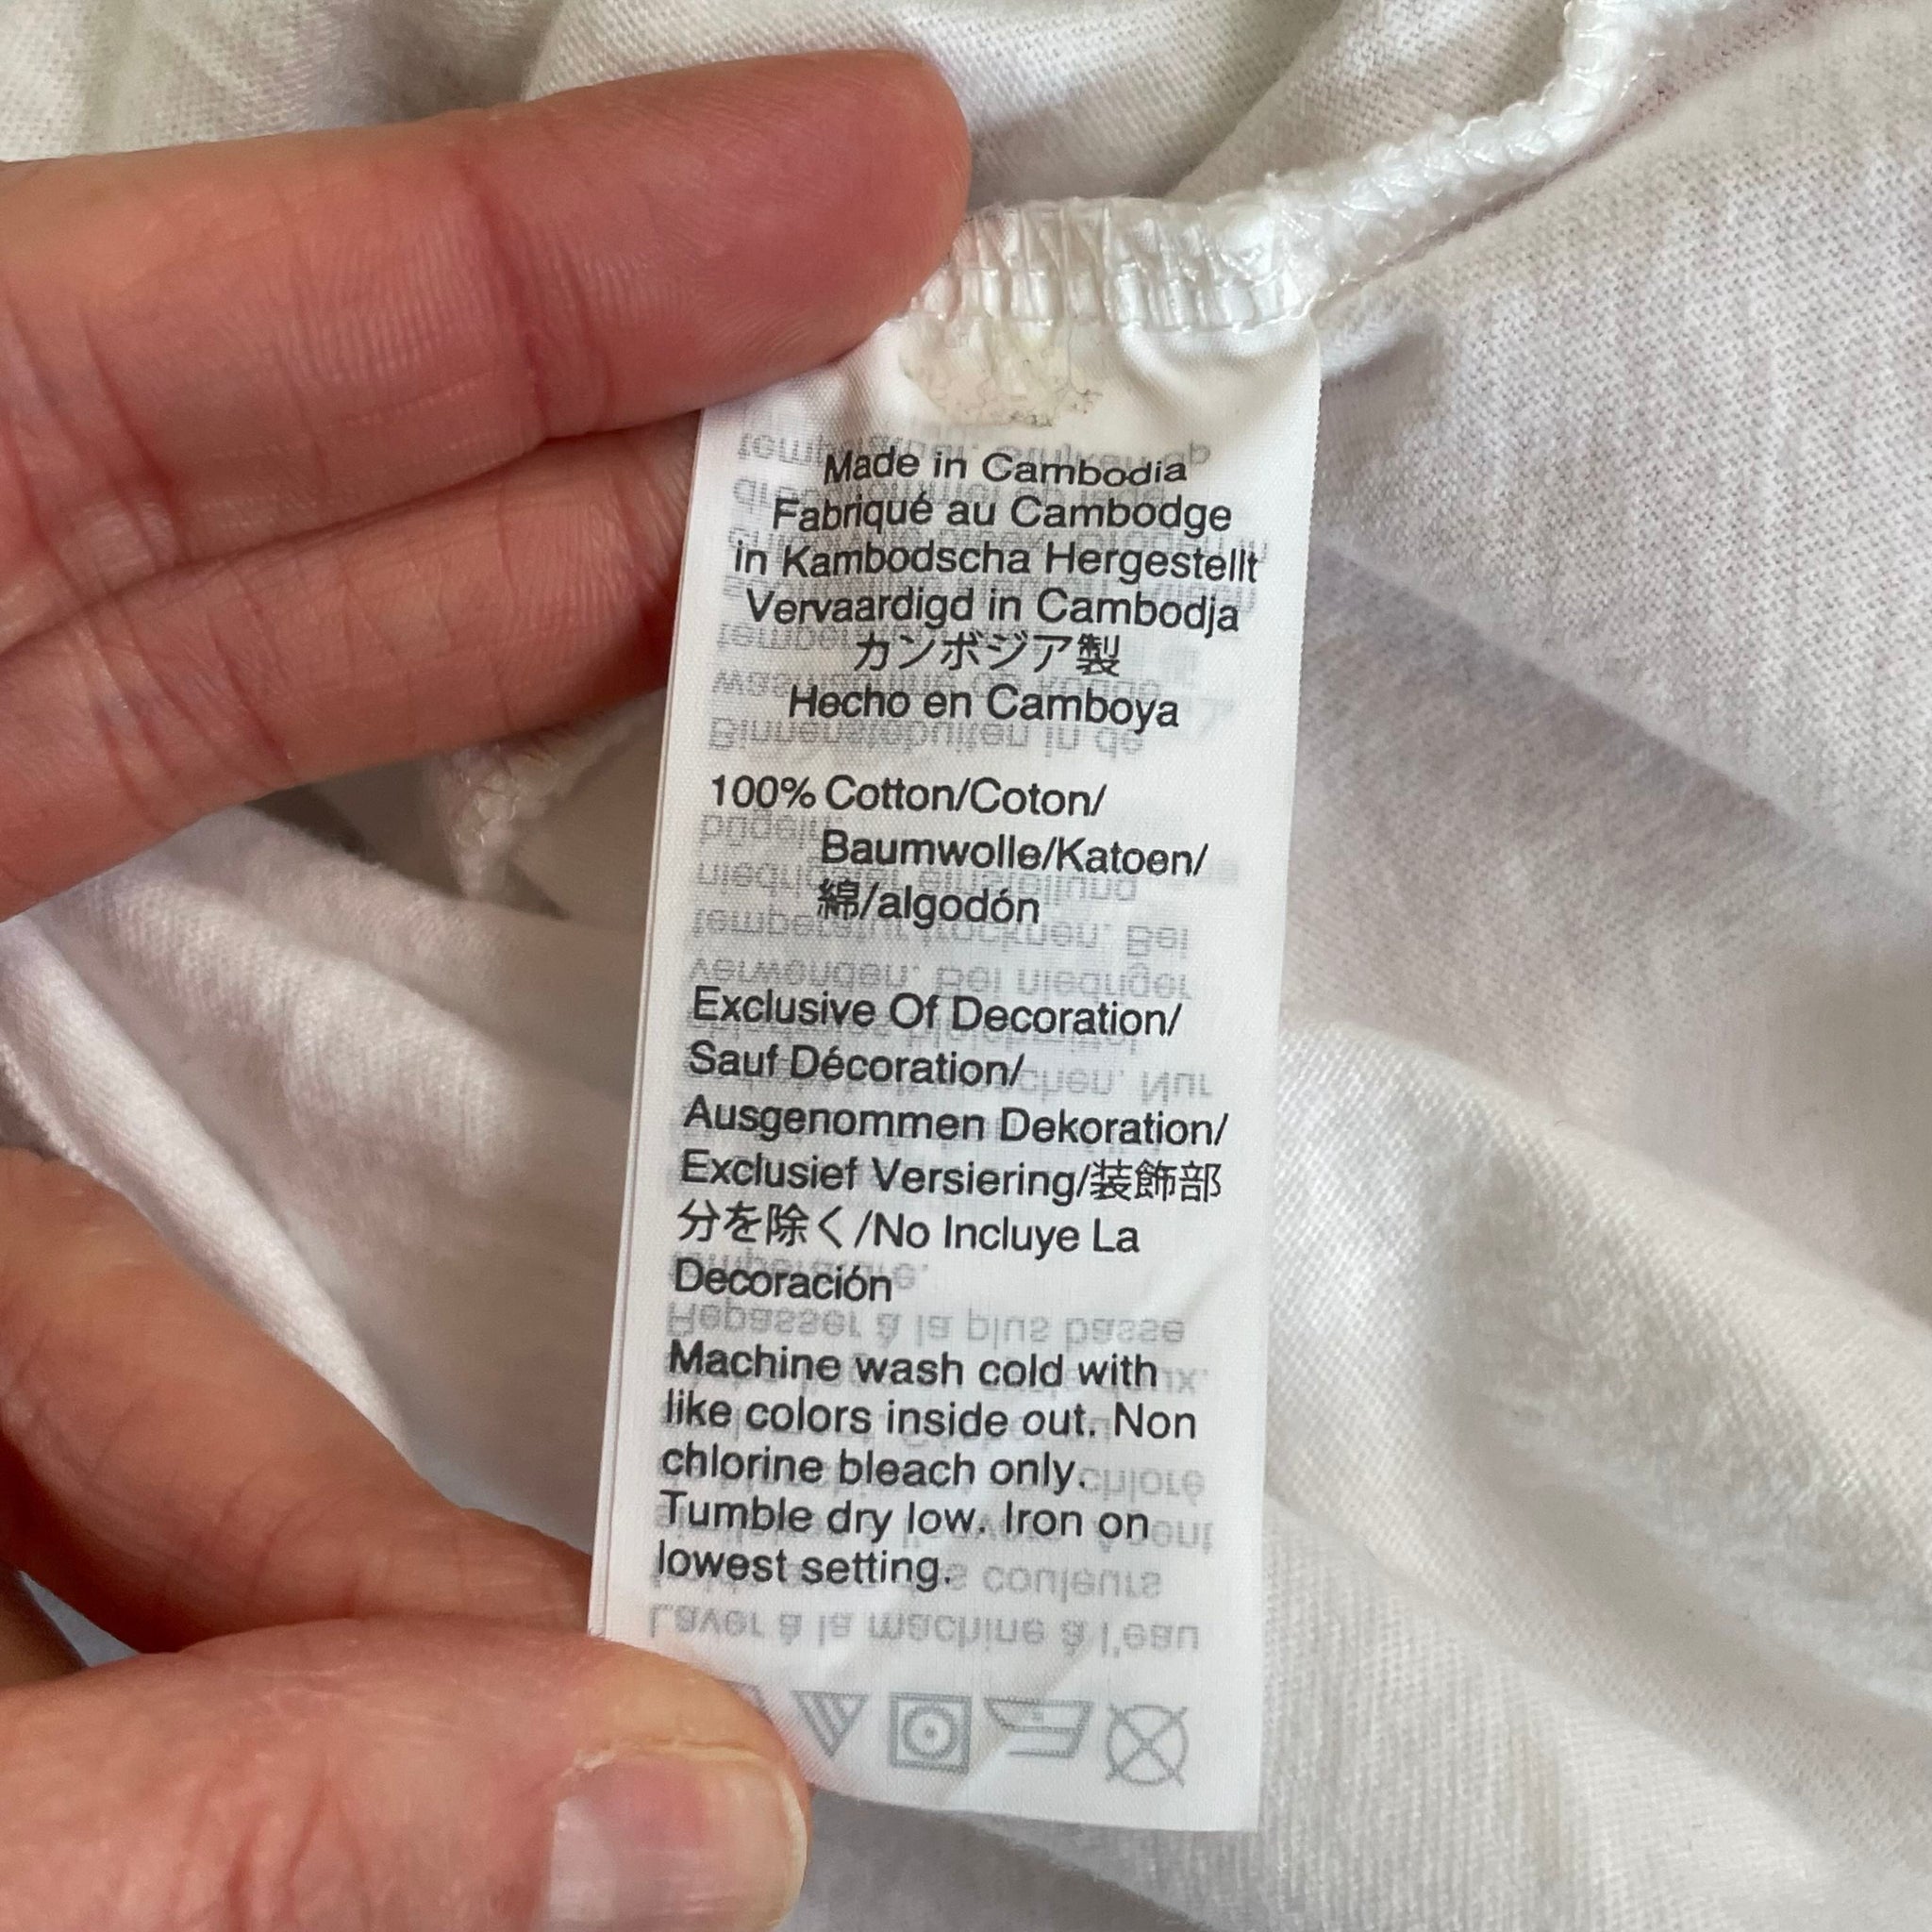 Made in Cambodia
Fabriqué au Cambodge
in Kambodscha Hergestellt
Vervaardigd in Cambodja
カンボジア製
Hecho en Camboya
100% Cotton/Coton/
Baumwolle/Katoen/
綿/algodón
Exclusive Of Decoration/
Sauf Décoration/
Ausgenommen Dekoration/
Exclusief Versiering/装飾部
分を除く/No Incluye La
Decoración
Machine wash cold with
like colors inside out. Non
chlorine bleach only.
Tumble dry low. Iron on
lowest setting.